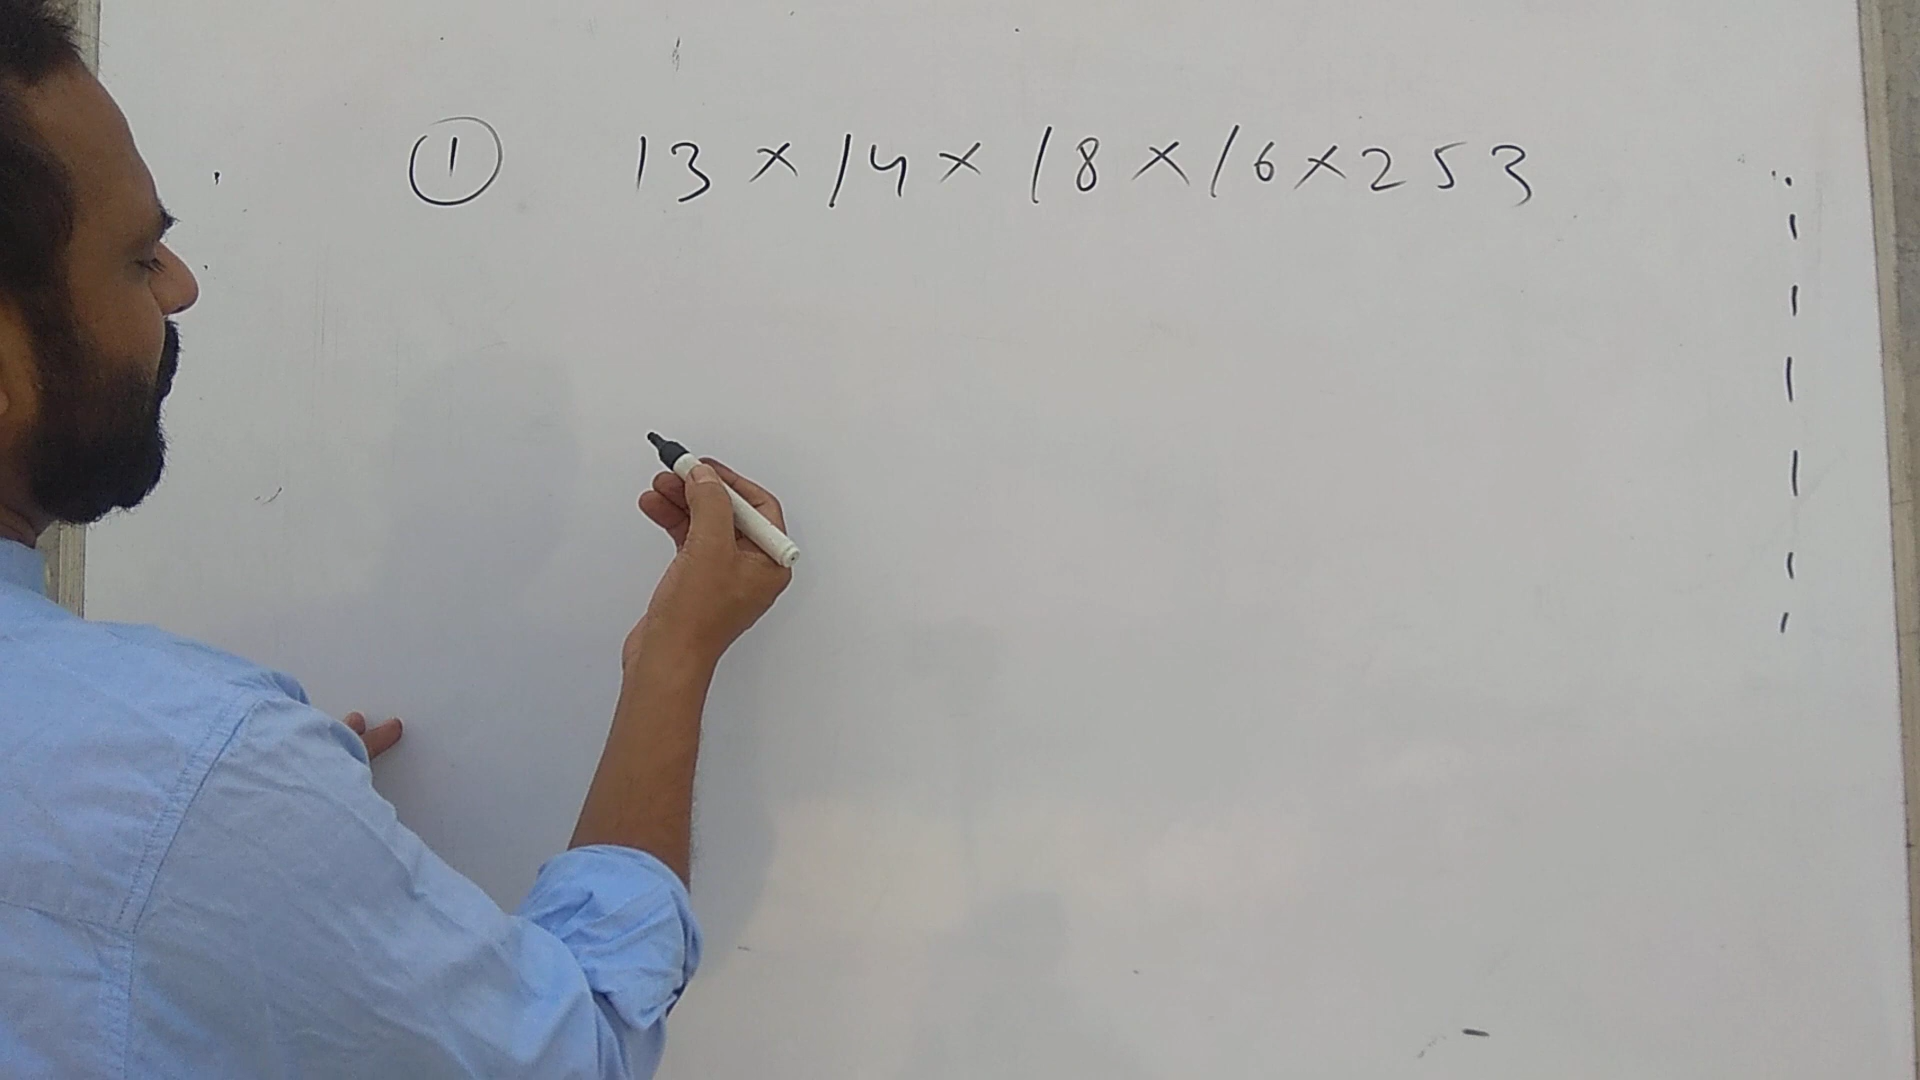 ① 13 × 14 × 18 × 16 × 253